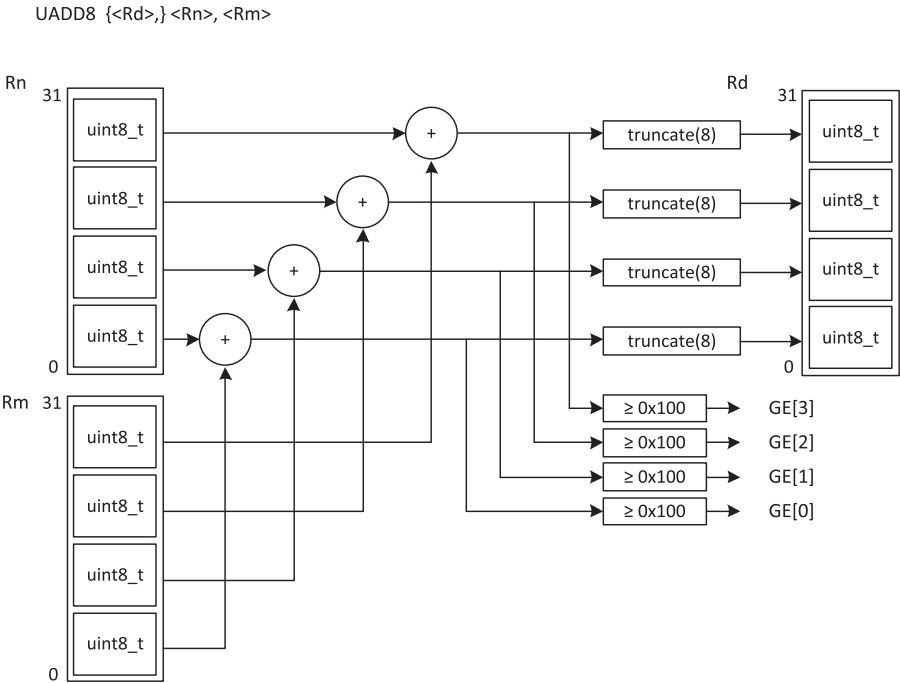 UADD8 {<Rd>,} <Rn>, <Rm>
Rn
31
uint8_t
uint8_t
uint8_t
uint8_t
0
Rm
31
uint8_t
uint8_t
uint8_t
uint8_t
0
+
+
+
+
truncate(8)
truncate(8)
truncate(8)
truncate(8)
≥ 0x100
≥ 0x100
≥ 0x100
≥ 0x100
GE[3]
GE[2]
GE[1]
GE[0]
Rd
31
uint8_t
uint8_t
uint8_t
uint8_t
0